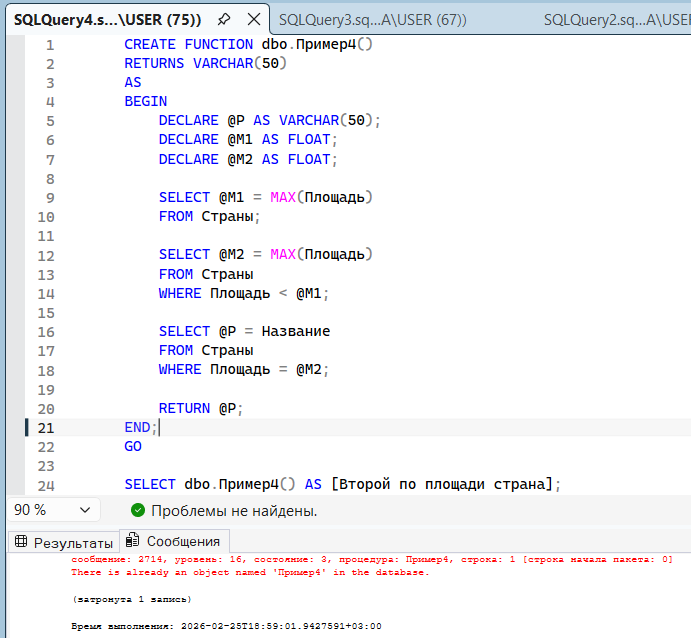 SQLQuery4.s...\USER (75))
SQLQuery3.sq...A\USER (67))
SQLQuery2.sq...A\USER
1 CREATE FUNCTION dbo.Пример4()
2 RETURNS VARCHAR(50)
3 AS
4 BEGIN
5 DECLARE @P AS VARCHAR(50);
6 DECLARE @M1 AS FLOAT;
7 DECLARE @M2 AS FLOAT;
8
9 SELECT @M1 = MAX(Площадь)
10 FROM Страны;
11
12 SELECT @M2 = MAX(Площадь)
13 FROM Страны
14 WHERE Площадь < @M1;
15
16 SELECT @P = Название
17 FROM Страны
18 WHERE Площадь = @M2;
19
20 RETURN @P;
21 END;
22 GO
23
24 SELECT dbo.Пример4() AS [Второй по площади страна];
90 %
Проблемы не найдены.
Результаты
Сообщения
сообщение: 2714, уровень: 16, состояние: 3, процедура: Пример4, строка: 1 [строка начала пакета: 0]
There is already an object named 'Пример4' in the database.
(затронута 1 запись)
Время выполнения: 2026-02-25T18:59:01.9427591+03:00